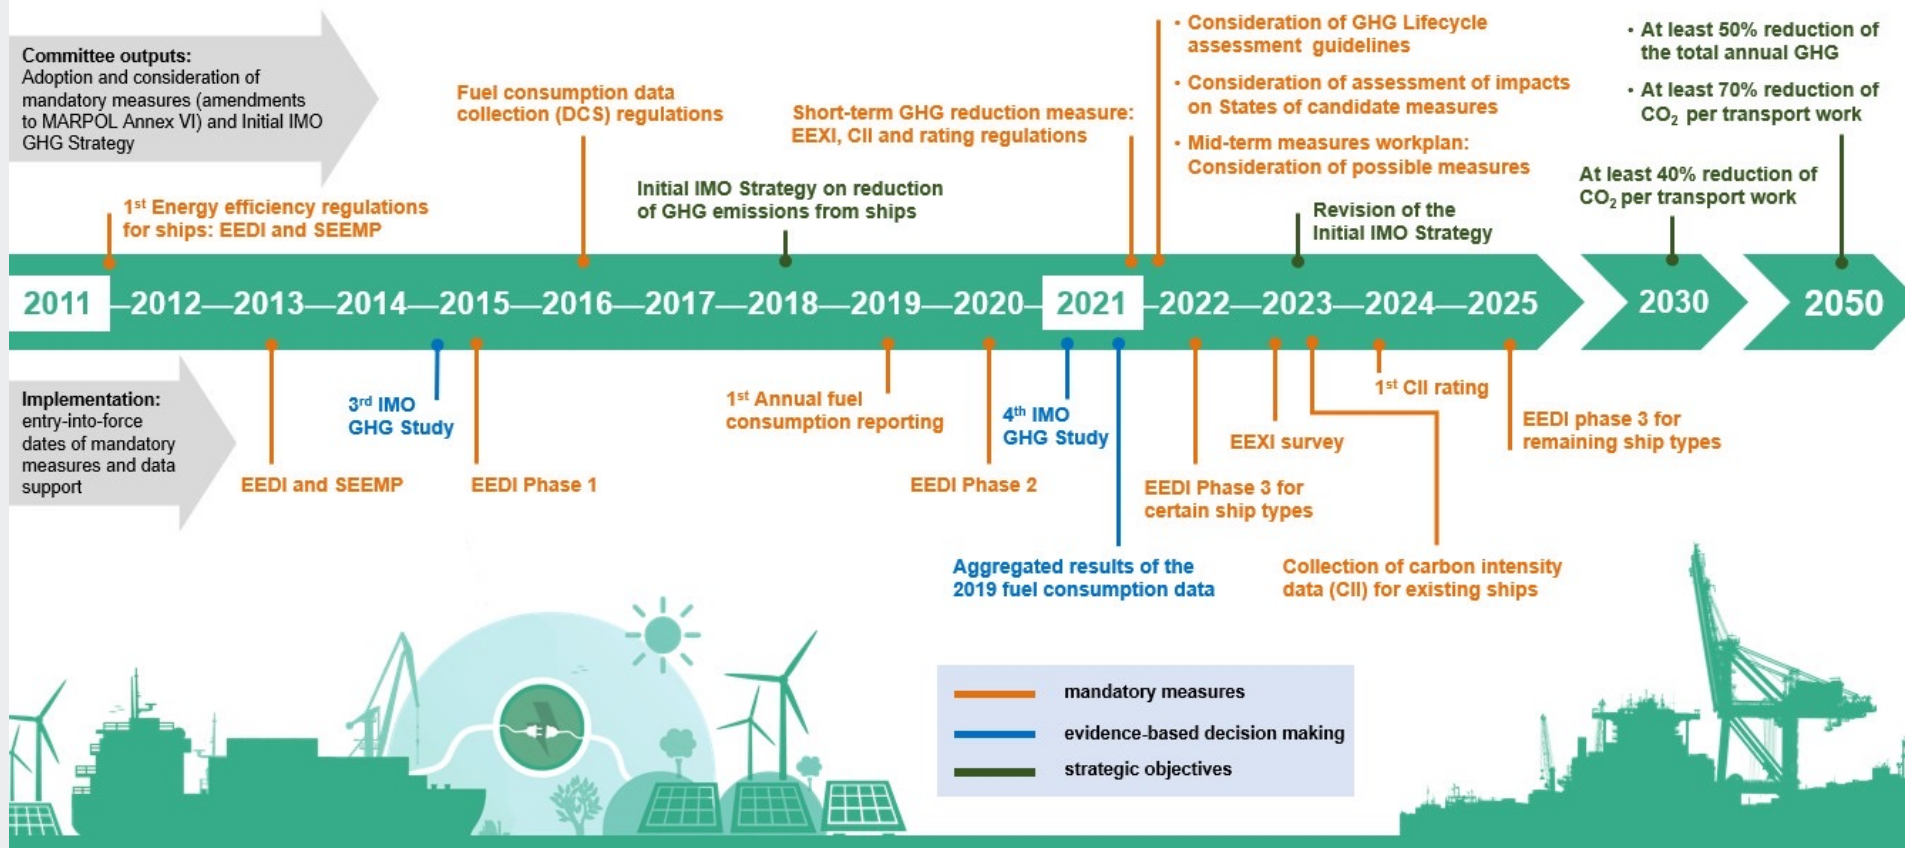 Committee outputs:
Adoption and consideration of
mandatory measures (amendments
to MARPOL Annex VI) and Initial IMO
GHG Strategy
1st Energy efficiency regulations
for ships: EEDI and SEEMP
Fuel consumption data
collection (DCS) regulations
Initial IMO Strategy on reduction
of GHG emissions from ships
Short-term GHG reduction measure:
EEXI, CII and rating regulations
• Consideration of GHG Lifecycle
assessment guidelines
• Consideration of assessment of impacts
on States of candidate measures
• Mid-term measures workplan:
Consideration of possible measures
Revision of the
Initial IMO Strategy
At least 40% reduction of
CO2 per transport work
• At least 50% reduction of
the total annual GHG
• At least 70% reduction of
CO2 per transport work
2011 2012 2013 2014 2015 2016 2017 2018 2019 2020 2021 2022 2023 2024 2025 2030 2050
Implementation:
entry-into-force
dates of mandatory
measures and data
support
EEDI and SEEMP
3rd IMO
GHG Study
EEDI Phase 1
1st Annual fuel
consumption reporting
EEDI Phase 2
4th IMO
GHG Study
Aggregated results of the
2019 fuel consumption data
EEDI Phase 3 for
certain ship types
EEXI survey
Collection of carbon intensity
data (CII) for existing ships
1st CII rating
EEDI phase 3 for
remaining ship types
mandatory measures
evidence-based decision making
strategic objectives